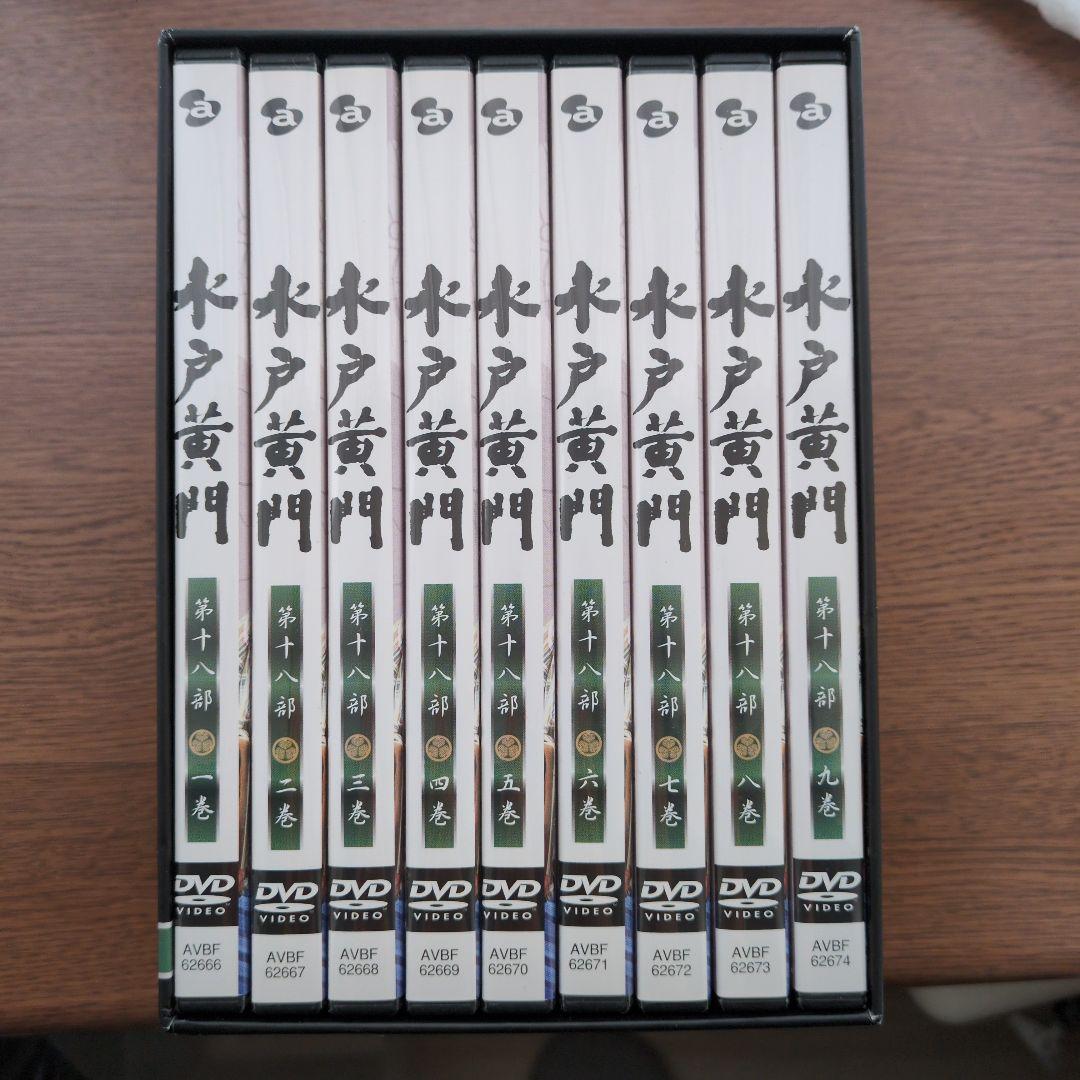 a
水戸黄門
第十八部
一巻
DVD
VIDEO
AVBF
62666
a
水戸黄門
第十八部
二巻
DVD
VIDEO
AVBF
62667
a
水戸黄門
第十八部
三巻
DVD
VIDEO
AVBF
62668
a
水戸黄門
第十八部
四巻
DVD
VIDEO
AVBF
62669
a
水戸黄門
第十八部
五巻
DVD
VIDEO
AVBF
62670
a
水戸黄門
第十八部
六巻
DVD
VIDEO
AVBF
62671
a
水戸黄門
第十八部
七巻
DVD
VIDEO
AVBF
62672
a
水戸黄門
第十八部
八巻
DVD
VIDEO
AVBF
62673
a
水戸黄門
第十八部
九巻
DVD
VIDEO
AVBF
62674